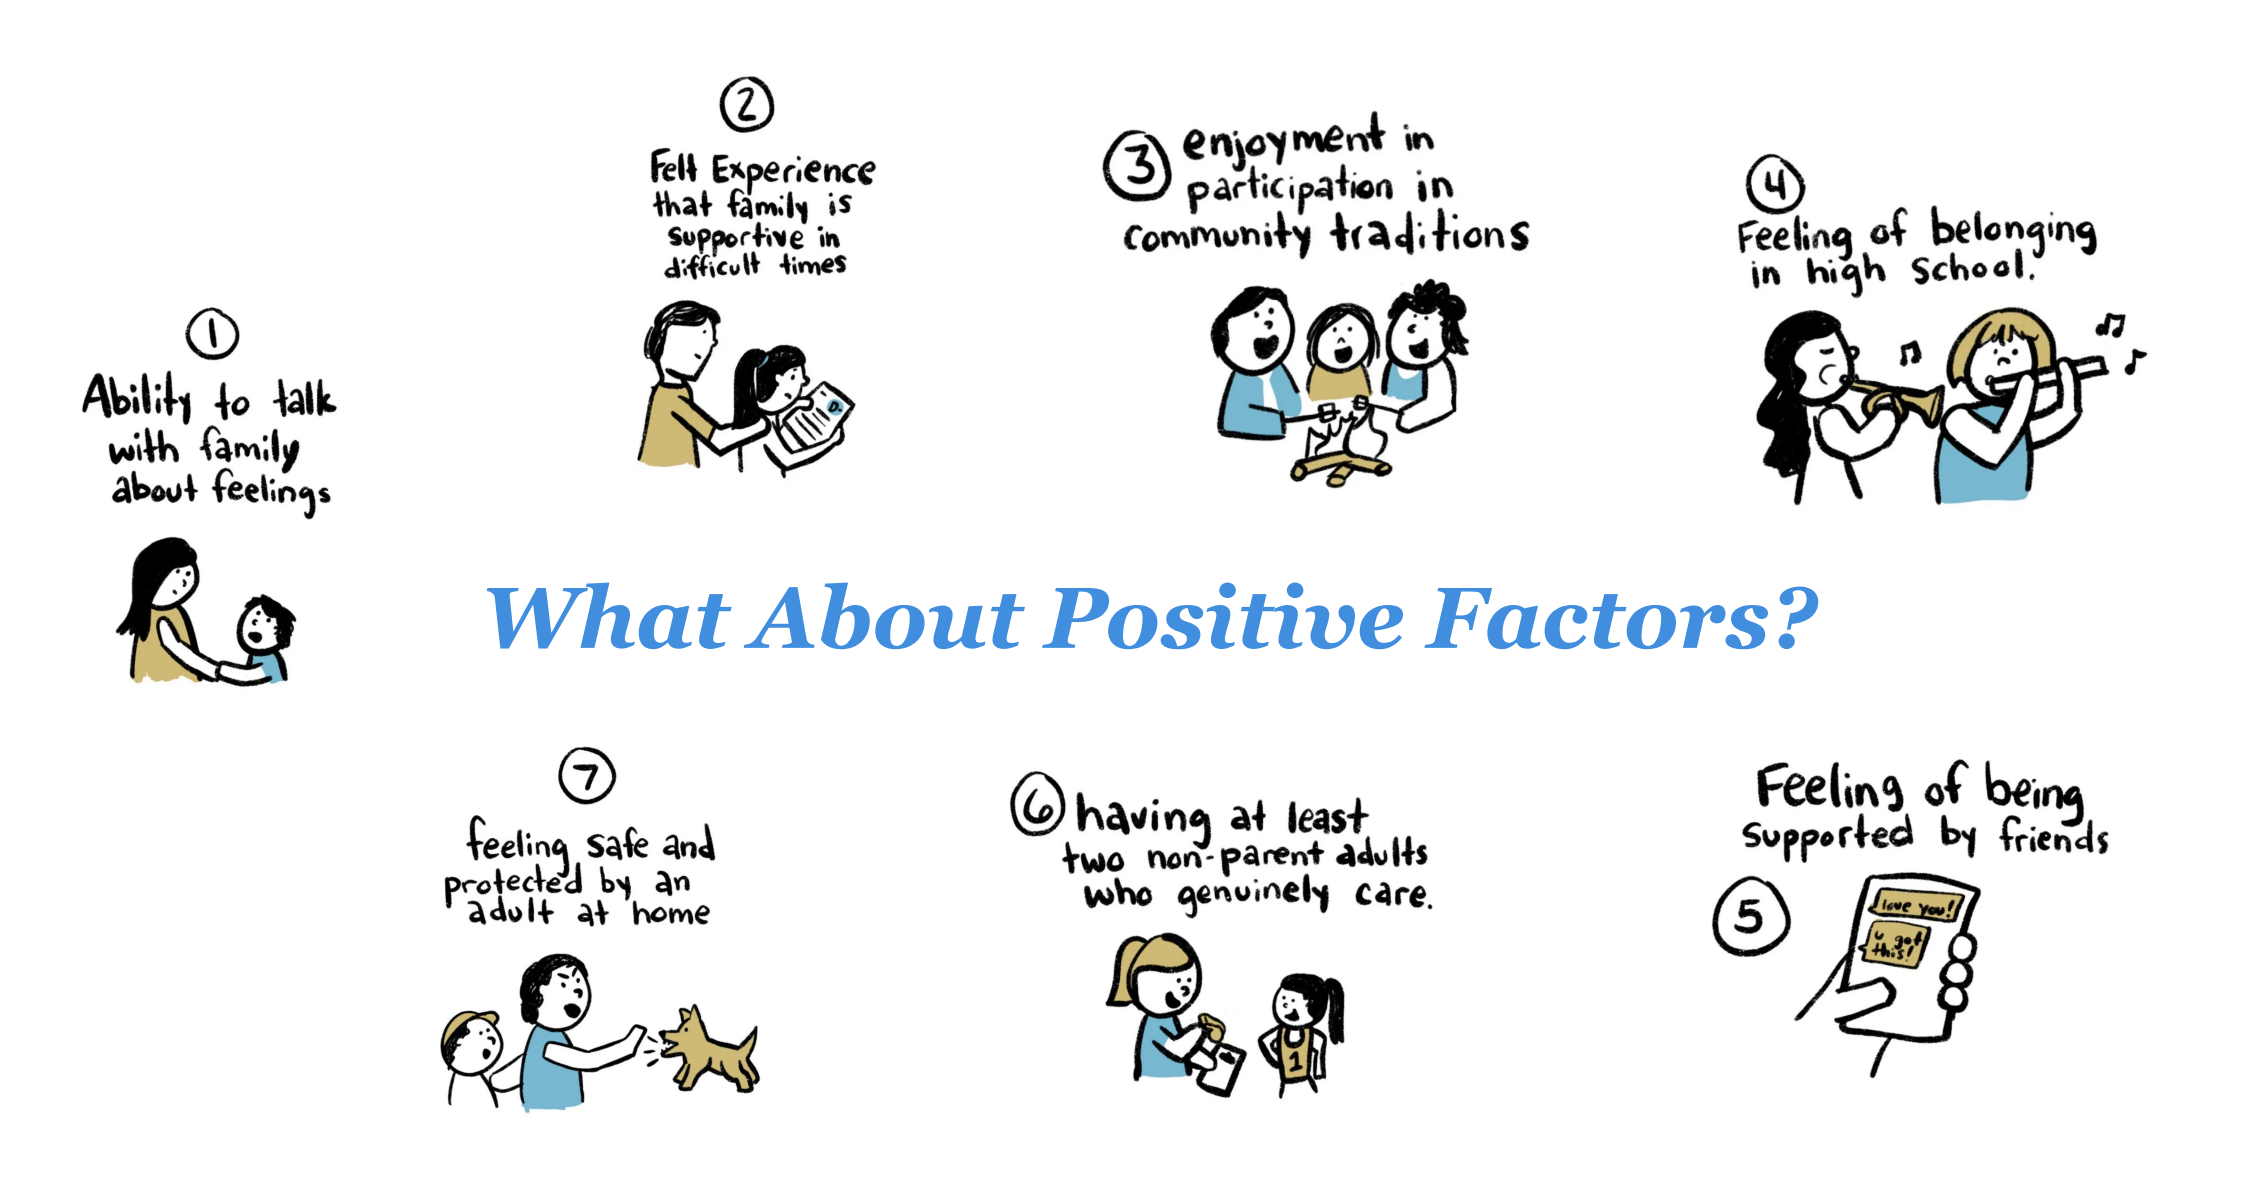 1
Ability to talk
with family
about feelings
2
Felt Experience
that family is
supportive in
difficult times
D-
3
enjoyment in
participation in
community traditions
4
Feeling of belonging
in high school.
What About Positive Factors?
7
feeling safe and
protected by an
adult at home
6
having at least
two non-parent adults
who genuinely care.
1
Feeling of being
supported by friends
5
love you!
u got
this!